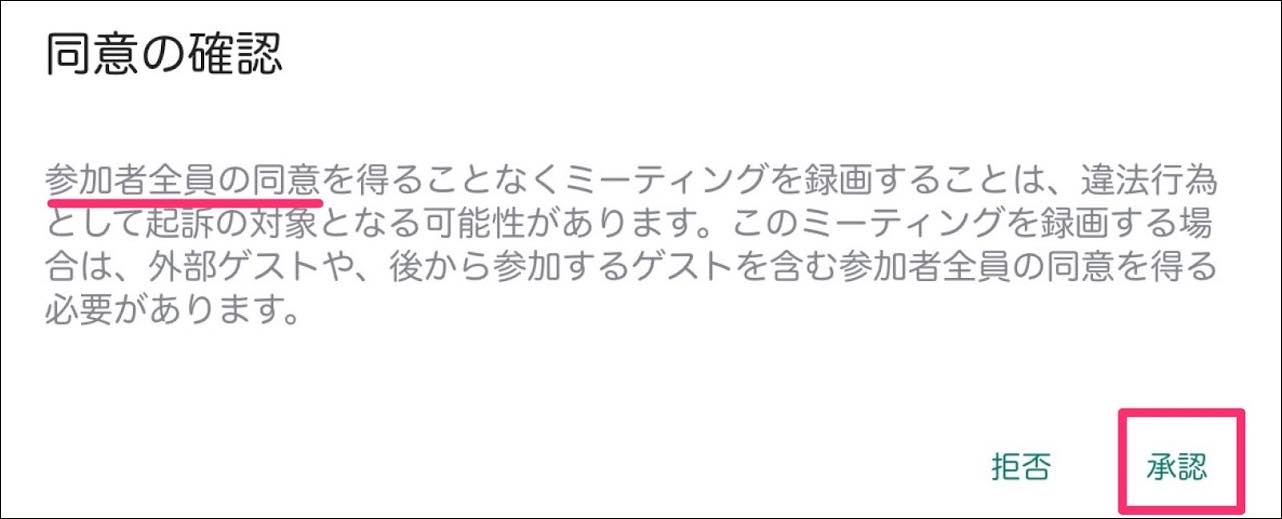 同意の確認
参加者全員の同意を得ることなくミーティングを録画することは、違法行為
として起訴の対象となる可能性があります。このミーティングを録画する場
合は、外部ゲストや、後から参加するゲストを含む参加者全員の同意を得る
必要があります。
拒否 承認